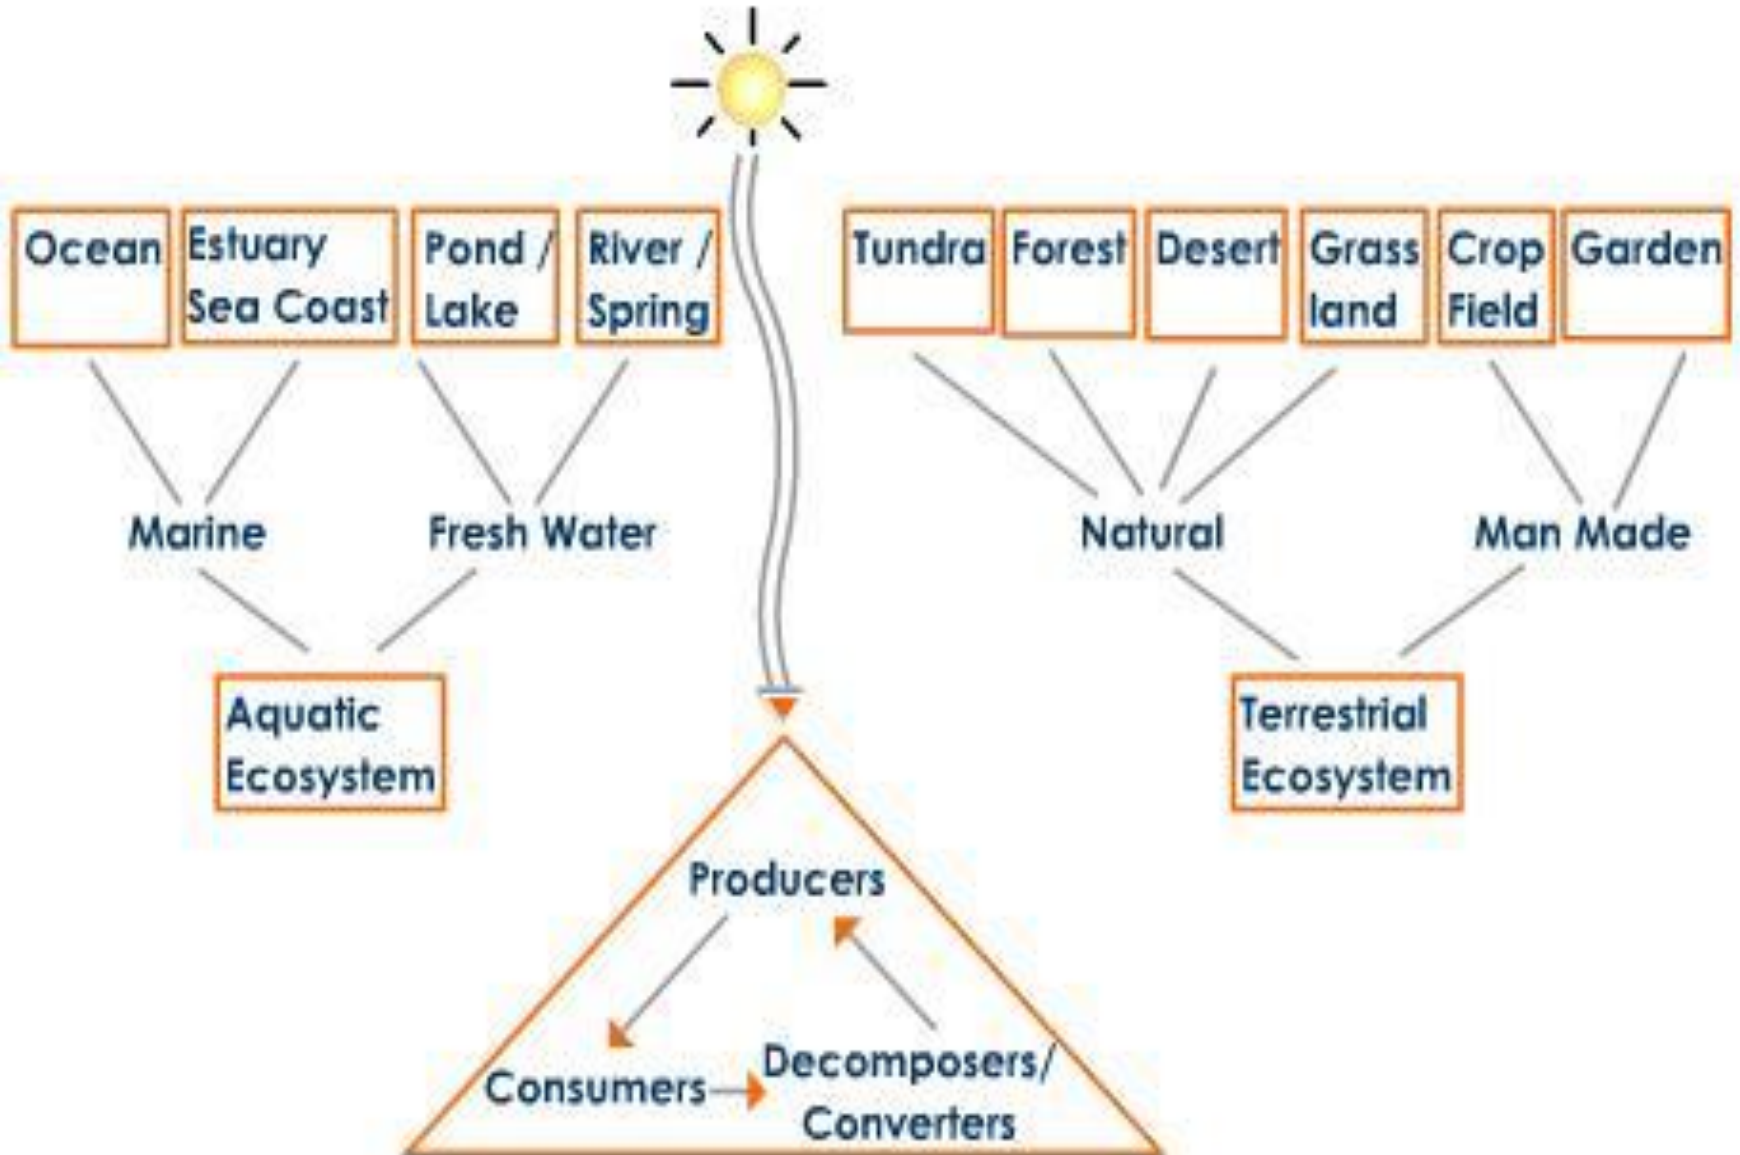 Ocean
Estuary
Sea Coast
Pond /
Lake
River /
Spring
Tundra
Forest
Desert
Grass
land
Crop
Field
Garden
Marine
Fresh Water
Natural
Man Made
Aquatic
Ecosystem
Terrestrial
Ecosystem
Producers
Consumers
Decomposers/
Converters